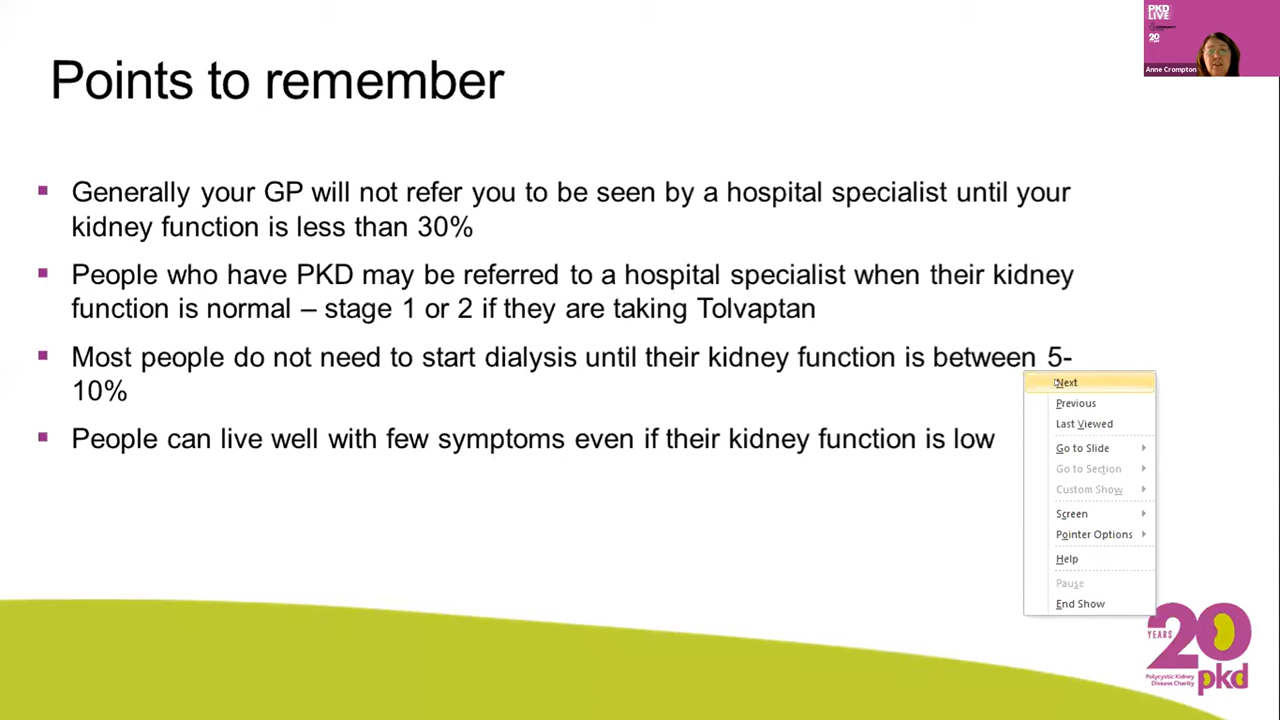 PKD
LIVE
20
Anne Crompton
Points to remember
Generally your GP will not refer you to be seen by a hospital specialist until your
kidney function is less than 30%
People who have PKD may be referred to a hospital specialist when their kidney
function is normal – stage 1 or 2 if they are taking Tolvaptan
Most people do not need to start dialysis until their kidney function is between 5-
10%
People can live well with few symptoms even if their kidney function is low
Next
Previous
Last Viewed
Go to Slide
Go to Section
Custom Show
Screen
Pointer Options
Help
Pause
End Show
YEARS
20
pkd
Polycystic Kidney
Disease Charity